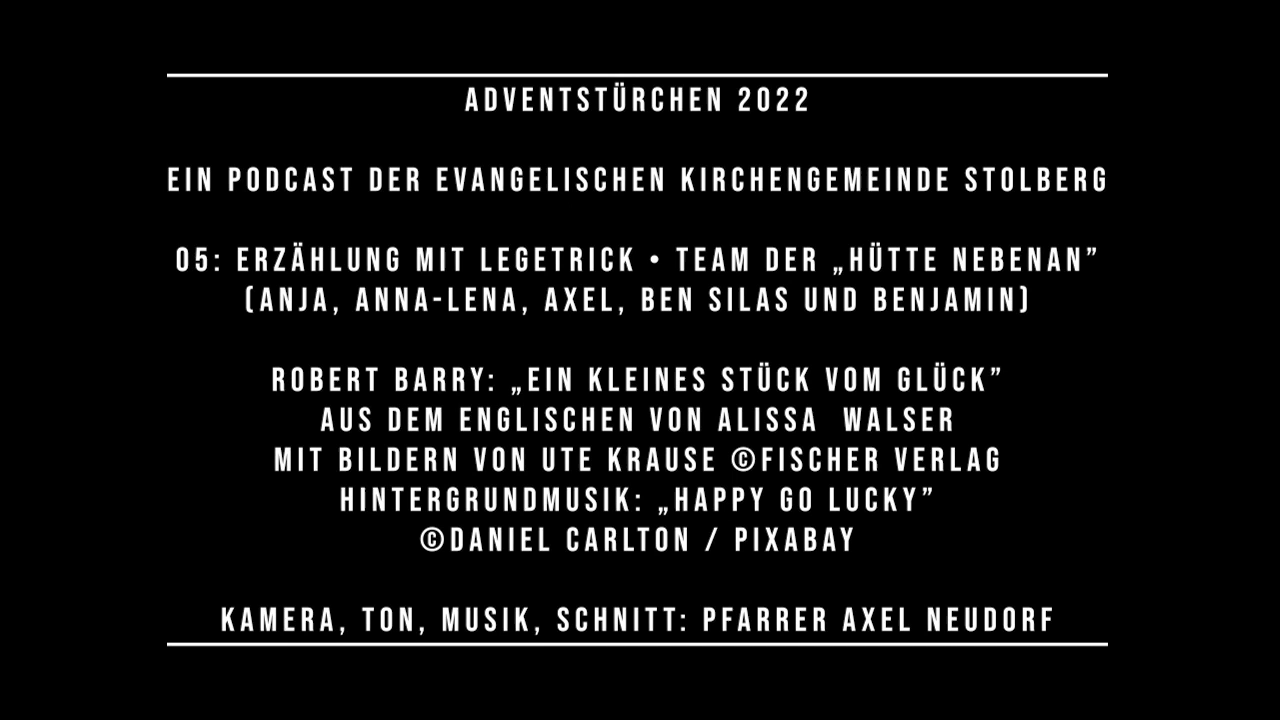 ADVENTSTÜRCHEN 2022
EIN PODCAST DER EVANGELISCHEN KIRCHENGEMEINDE STOLBERG
05: ERZÄHLUNG MIT LEGETRICK • TEAM DER „HÜTTE NEBENAN”
(ANJA, ANNA-LENA, AXEL, BEN SILAS UND BENJAMIN)
ROBERT BARRY: „EIN KLEINES STÜCK VOM GLÜCK”
AUS DEM ENGLISCHEN VON ALISSA WALSER
MIT BILDERN VON UTE KRAUSE ©FISCHER VERLAG
HINTERGRUNDMUSIK: „HAPPY GO LUCKY”
©DANIEL CARLTON / PIXABAY
KAMERA, TON, MUSIK, SCHNITT: PFARRER AXEL NEUDORF